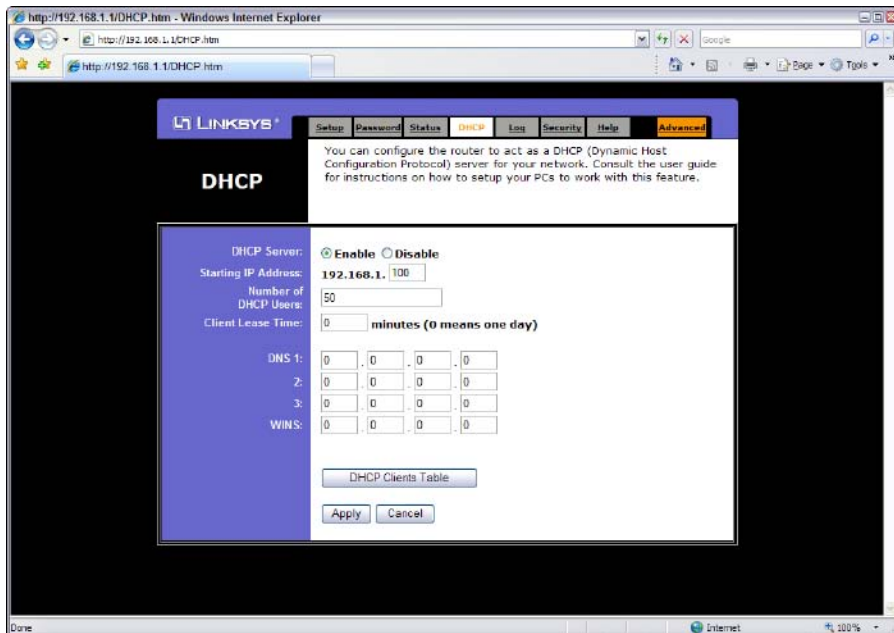 http://192.168.1.1/DHCP.htm - Windows Internet Explorer
http://192.168.1.1/DHCP.htm
Google
http://192.168.1.1/DHCP.htm
Page
Tools
LINKSYS®
Setup Password Status DHCP Log Security Help Advanced
DHCP
You can configure the router to act as a DHCP (Dynamic Host
Configuration Protocol) server for your network. Consult the user guide
for instructions on how to setup your PCs to work with this feature.
DHCP Server: Enable Disable
Starting IP Address: 192.168.1. 100
Number of
DHCP Users: 50
Client Lease Time: 0 minutes (0 means one day)
DNS 1: 0 . 0 . 0 . 0
2: 0 . 0 . 0 . 0
3: 0 . 0 . 0 . 0
WINS: 0 . 0 . 0 . 0
DHCP Clients Table
Apply Cancel
Done
Internet
100%